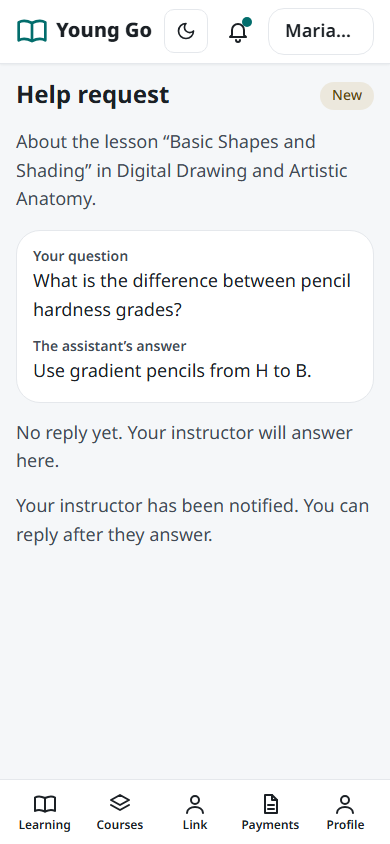 Young Go
Maria...
Help request
New
About the lesson “Basic Shapes and
Shading” in Digital Drawing and Artistic
Anatomy.
Your question
What is the difference between pencil
hardness grades?
The assistant’s answer
Use gradient pencils from H to B.
No reply yet. Your instructor will answer
here.
Your instructor has been notified. You can
reply after they answer.
Learning
Courses
Link
Payments
Profile